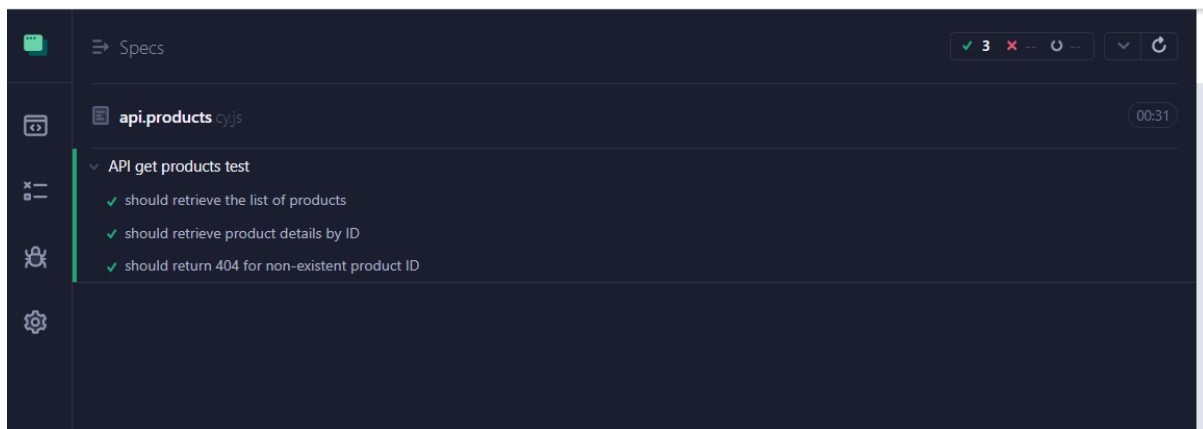 Specs
3 -- --
api.products.cy.js
00:31
API get products test
should retrieve the list of products
should retrieve product details by ID
should return 404 for non-existent product ID